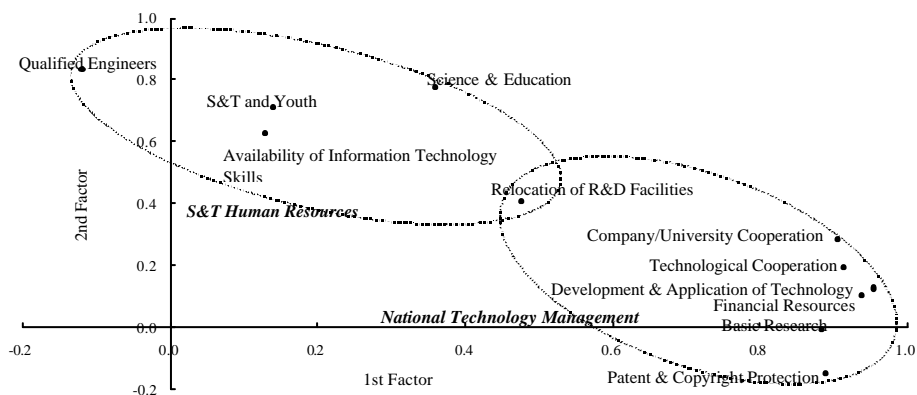 1.0
Qualified Engineers
0.8
Science & Education
S&T and Youth
0.6
Availability of Information Technology
Skills
Relocation of R&D Facilities
0.4
S&T Human Resources
2nd Factor
Company/University Cooperation
0.2
Technological Cooperation
Development & Application of Technology
Financial Resources
National Technology Management
0.0
Basic Research
-0.2 0.0 0.2 0.4 0.6 0.8 1.0
1st Factor
Patent & Copyright Protection
-0.2